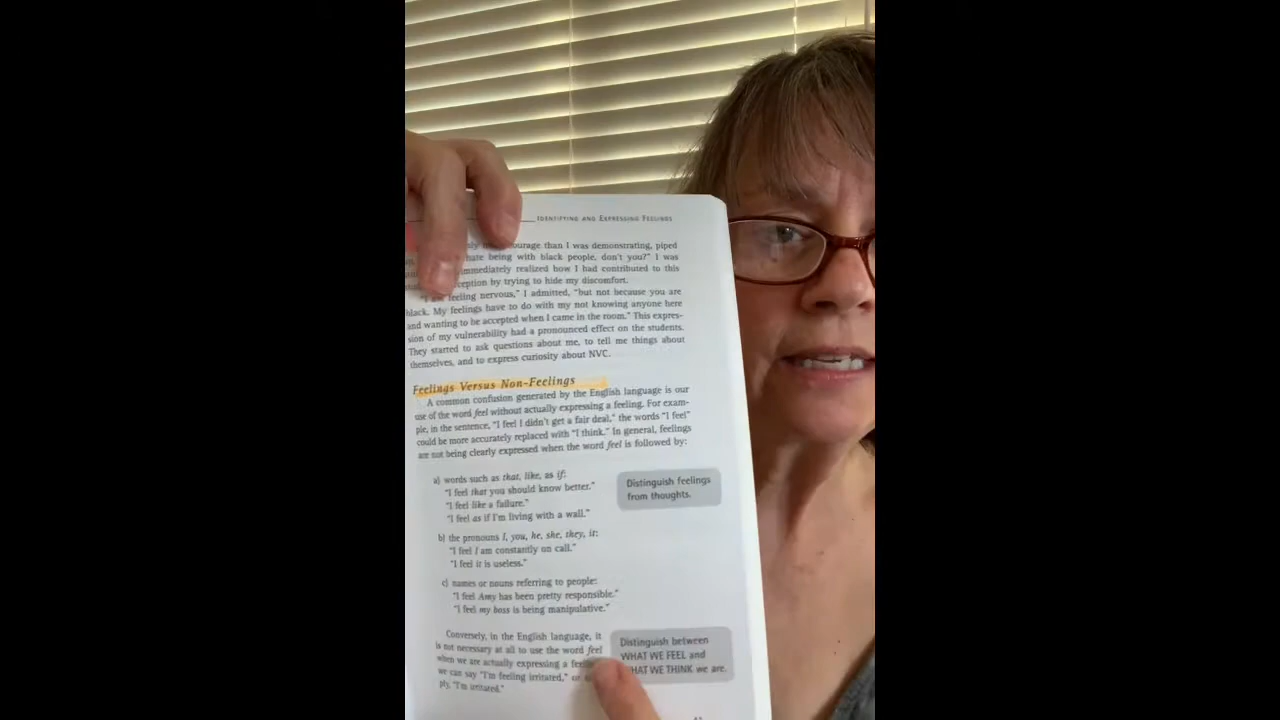 IDENTIFYING AND EXPRESSING FEELINGS
courage than I was demonstrating, piped
hate being with black people, don't you?" I was
immediately realized how I had contributed to this
ception by trying to hide my discomfort.
"I am feeling nervous," I admitted, "but not because you are
black. My feelings have to do with my not knowing anyone here
and wanting to be accepted when I came in the room." This expres-
sion of my vulnerability had a pronounced effect on the students.
They started to ask questions about me, to tell me things about
themselves, and to express curiosity about NVC.
Feelings Versus Non-Feelings
A common confusion generated by the English language is our
use of the word feel without actually expressing a feeling. For exam-
ple, in the sentence, "I feel I didn't get a fair deal," the words "I feel"
could be more accurately replaced with "I think." In general, feelings
are not being clearly expressed when the word feel is followed by:
a) words such as that, like, as if:
"I feel that you should know better."
"I feel like a failure."
"I feel as if I'm living with a wall."
Distinguish feelings
from thoughts.
b) the pronouns I, you, he, she, they, it:
"I feel I am constantly on call."
"I feel it is useless."
c) names or nouns referring to people:
"I feel Amy has been pretty responsible."
"I feel my boss is being manipulative."
Conversely, in the English language, it
is not necessary at all to use the word feel
when we are actually expressing a
we can say "I'm feeling irritated," or
ply, "I'm irritated."
Distinguish between
WHAT WE FEEL and
WHAT WE THINK we are.